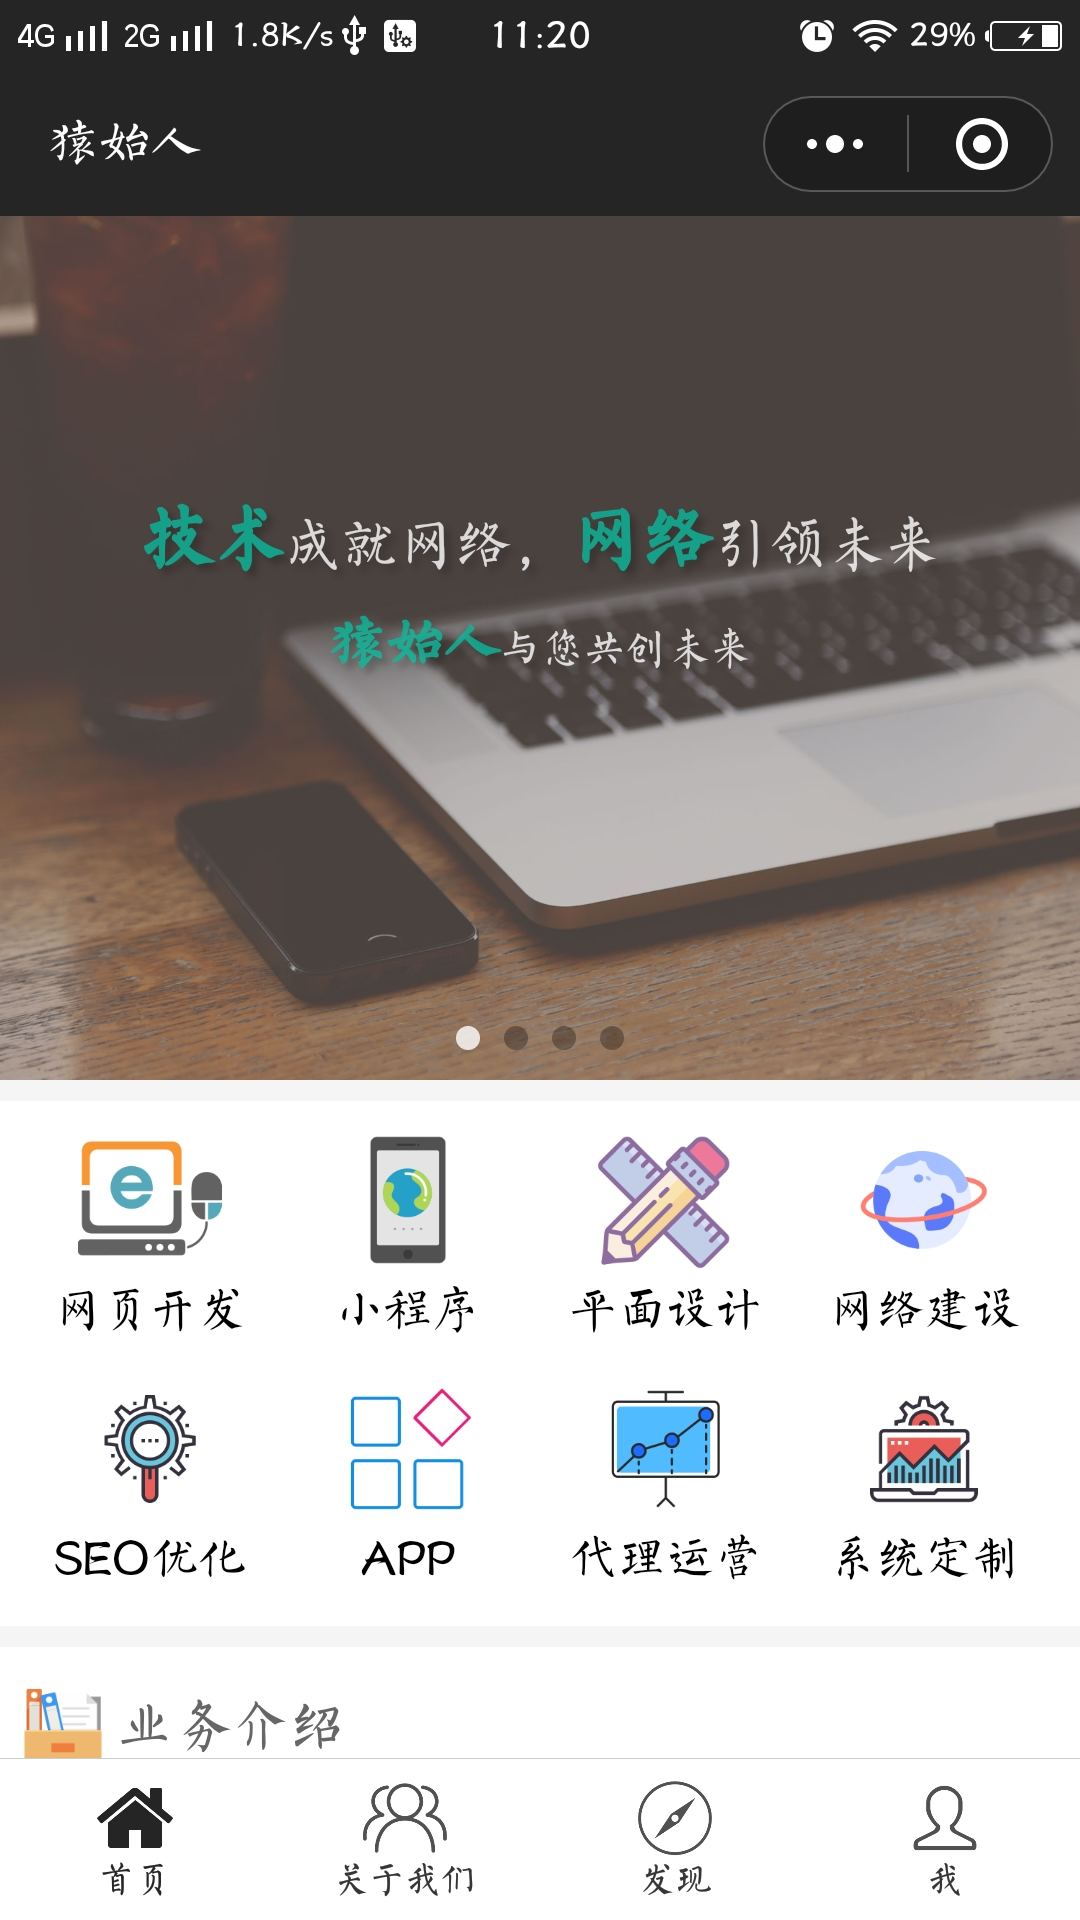 4G 2G 1.8K/s 11:20 29%
猿始人
技术成就网络，网络引领未来
猿始人与您共创未来
网页开发 小程序 平面设计 网络建设
SEO优化 APP 代理运营 系统定制
业务介绍
首页 关于我们 发现 我